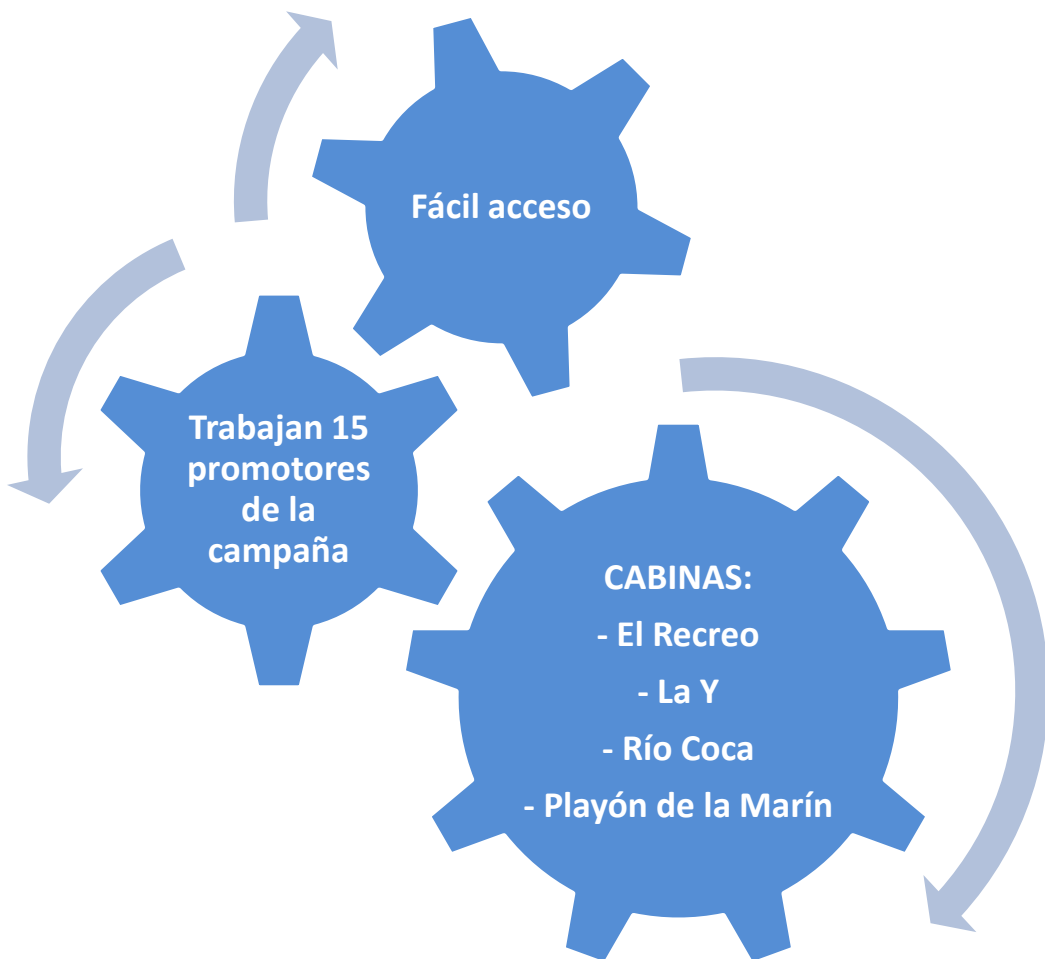 Fácil acceso
Trabajan 15
promotores
de la
campaña
CABINAS:
- El Recreo
- La Y
- Río Coca
- Playón de la Marín